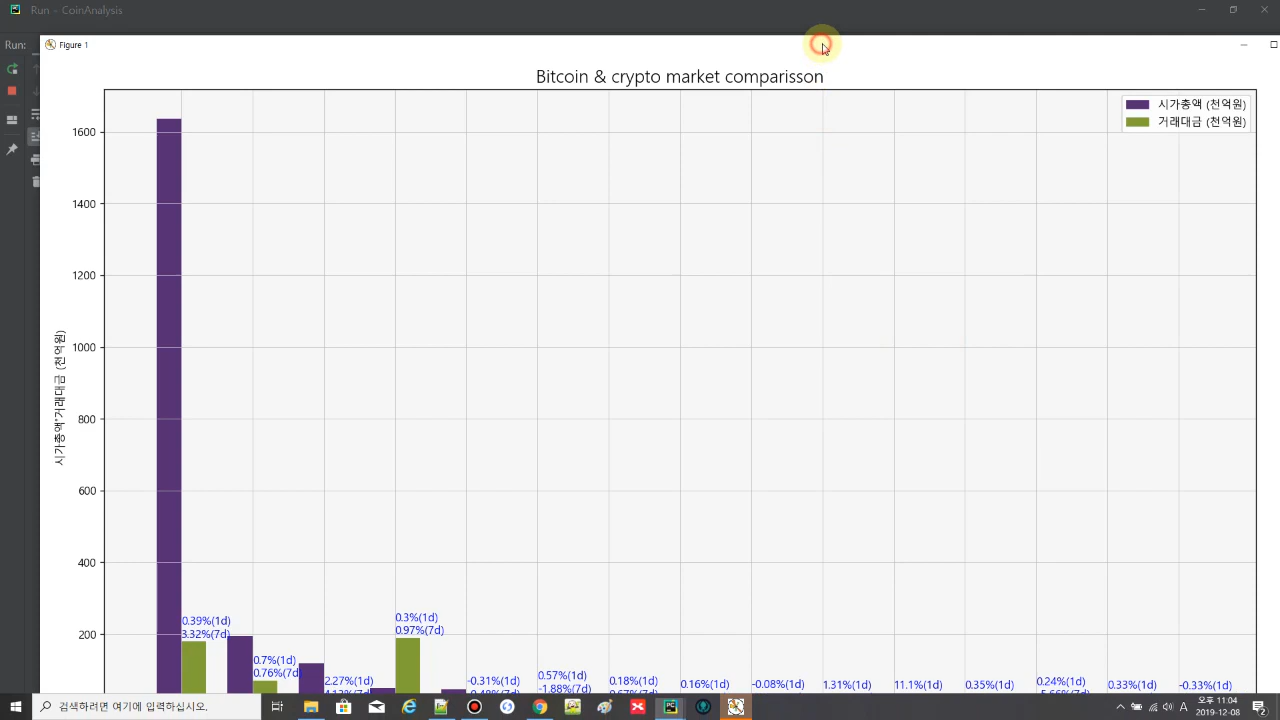 Run - CoinAnalysis
Run:
Figure 1
Bitcoin & crypto market comparisson
시가총액 (천억원)
거래대금 (천억원)
1600
1400
1200
1000
800
600
400
200
시가총액*거래대금 (천억원)
0.39%(1d)
3.32%(7d)
0.7%(1d)
0.76%(7d)
2.27%(1d)
0.3%(1d)
0.97%(7d)
-0.31%(1d)
0.57%(1d)
-1.88%(7d)
0.18%(1d)
0.16%(1d)
-0.08%(1d)
1.31%(1d)
11.1%(1d)
0.35%(1d)
0.24%(1d)
0.33%(1d)
-0.33%(1d)
검색하려면 여기에 입력하십시오.
A
오후 11:04
2019-12-08
2